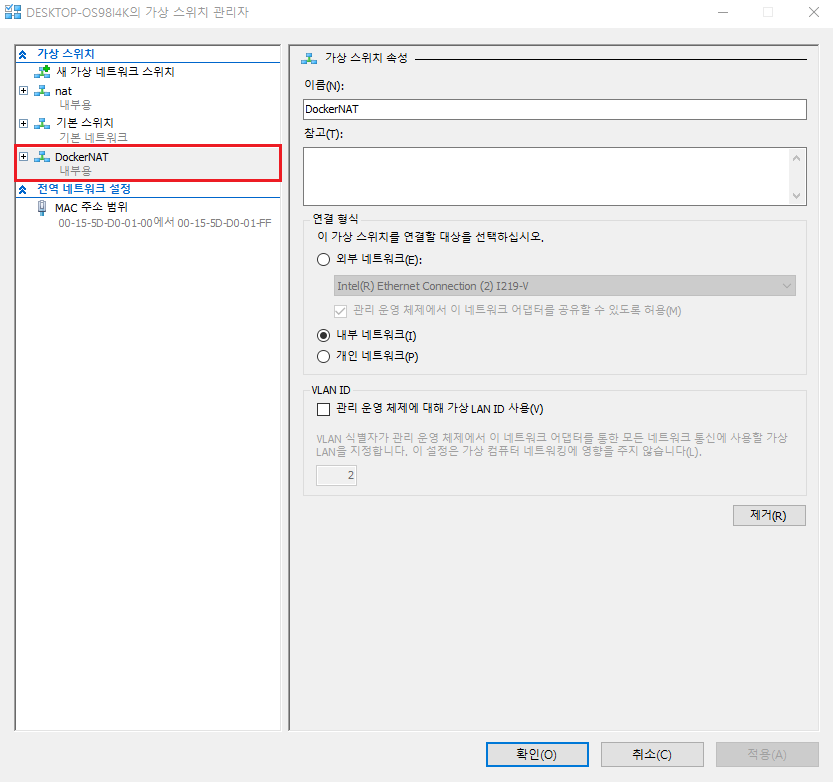 DESKTOP-OS98I4K의 가상 스위치 관리자
가상 스위치
새 가상 네트워크 스위치
nat
내부용
기본 스위치
기본 네트워크
DockerNAT
내부용
전역 네트워크 설정
MAC 주소 범위
00-15-5D-D0-01-00에서 00-15-5D-D0-01-FF
가상 스위치 속성
이름(N):
DockerNAT
참고(T):
연결 형식
이 가상 스위치를 연결할 대상을 선택하십시오.
외부 네트워크(E):
Intel(R) Ethernet Connection (2) I219-V
관리 운영 체제에서 이 네트워크 어댑터를 공유할 수 있도록 허용(M)
내부 네트워크(I)
개인 네트워크(P)
VLAN ID
관리 운영 체제에 대해 가상 LAN ID 사용(V)
VLAN 식별자가 관리 운영 체제에서 이 네트워크 어댑터를 통한 모든 네트워크 통신에 사용할 가상
LAN을 지정합니다. 이 설정은 가상 컴퓨터 네트워킹에 영향을 주지 않습니다(L).
2
제거(R)
확인(O)
취소(C)
적용(A)